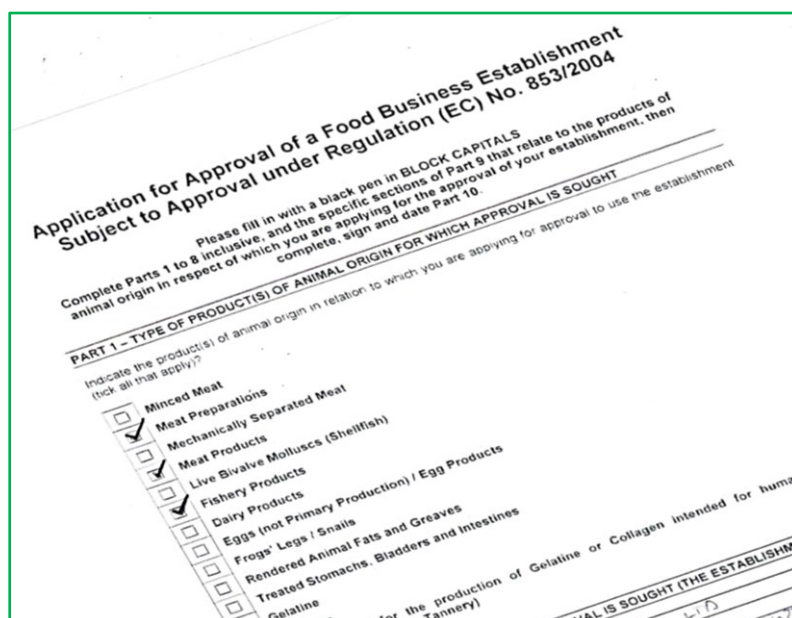 Application for Approval of a Food Business Establishment
Subject to Approval under Regulation (EC) No. 853/2004
Please fill in with a black pen in BLOCK CAPITALS
Complete Parts 1 to 8 inclusive, and the specific sections of Part 9 that relate to the products of
animal origin in respect of which you are applying for the approval of your establishment, then
complete, sign and date Part 10.
PART 1 – TYPE OF PRODUCT(S) OF ANIMAL ORIGIN FOR WHICH APPROVAL IS SOUGHT
Indicate the product(s) of animal origin in relation to which you are applying for approval to use the establishment
(tick all that apply)?
Minced Meat
Meat Preparations
Mechanically Separated Meat
Meat Products
Live Bivalve Molluscs (Shellfish)
Fishery Products
Dairy Products
Eggs (not Primary Production) / Egg Products
Frogs' Legs / Snails
Rendered Animal Fats and Greaves
Treated Stomachs, Bladders and Intestines
Gelatine
for the production of Gelatine or Collagen intended for
Tannery)
IS SOUGHT (THE